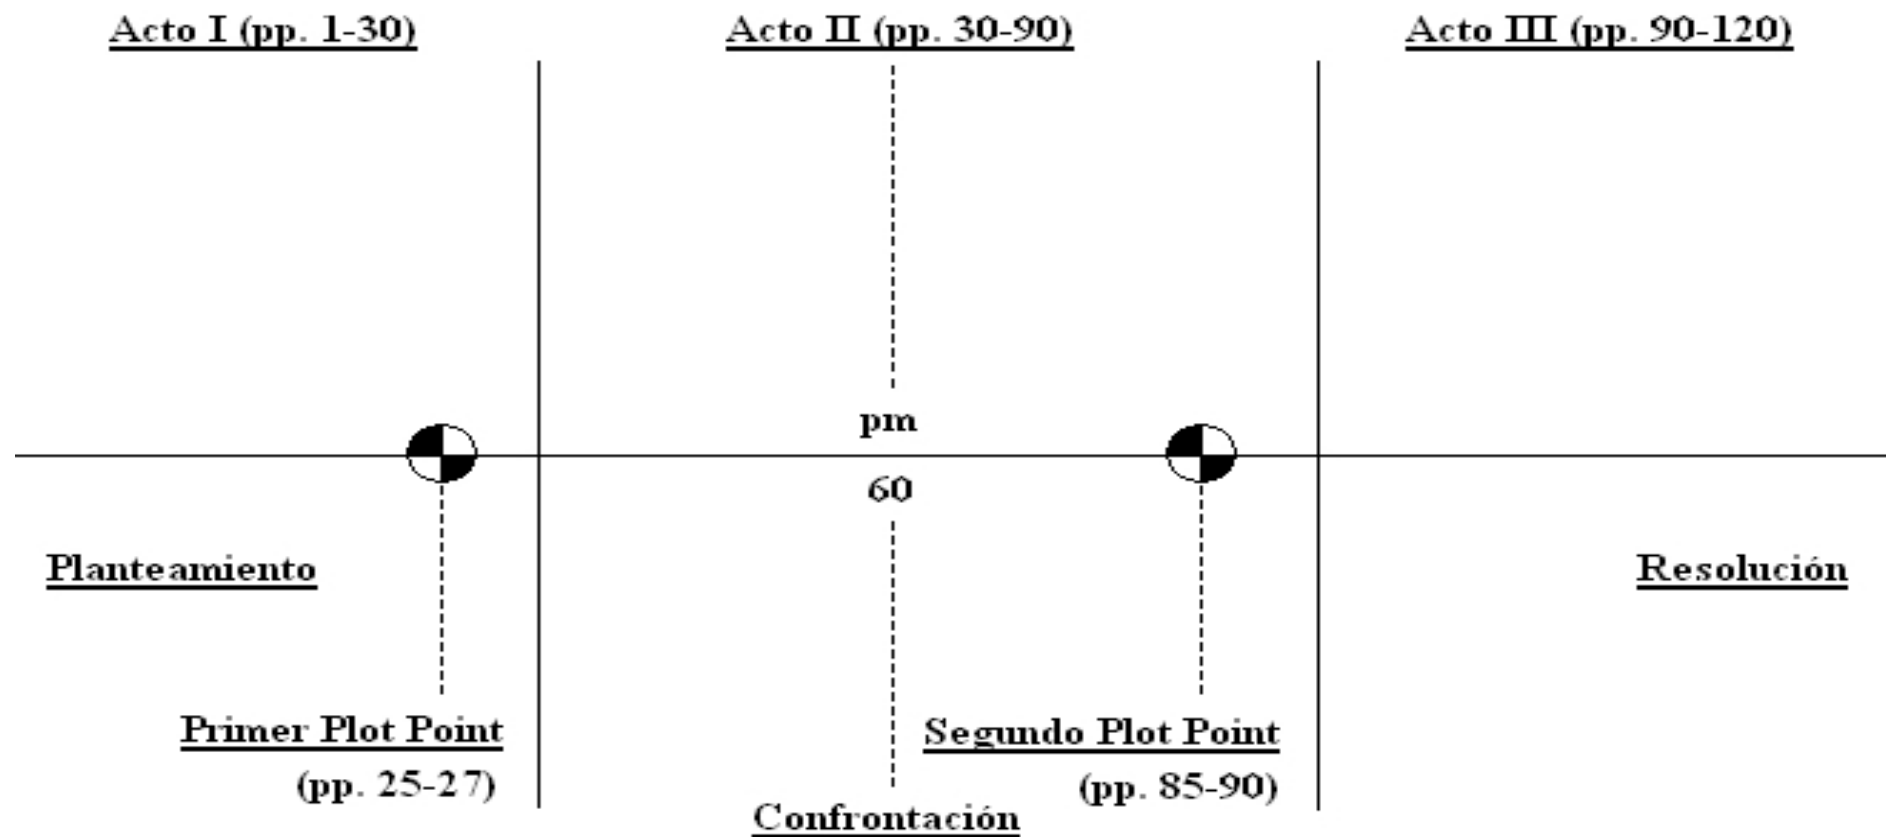 Acto I (pp. 1-30)
Acto II (pp. 30-90)
Acto III (pp. 90-120)
pm
60
Planteamiento
Resolución
Primer Plot Point
(pp. 25-27)
Segundo Plot Point
(pp. 85-90)
Confrontación